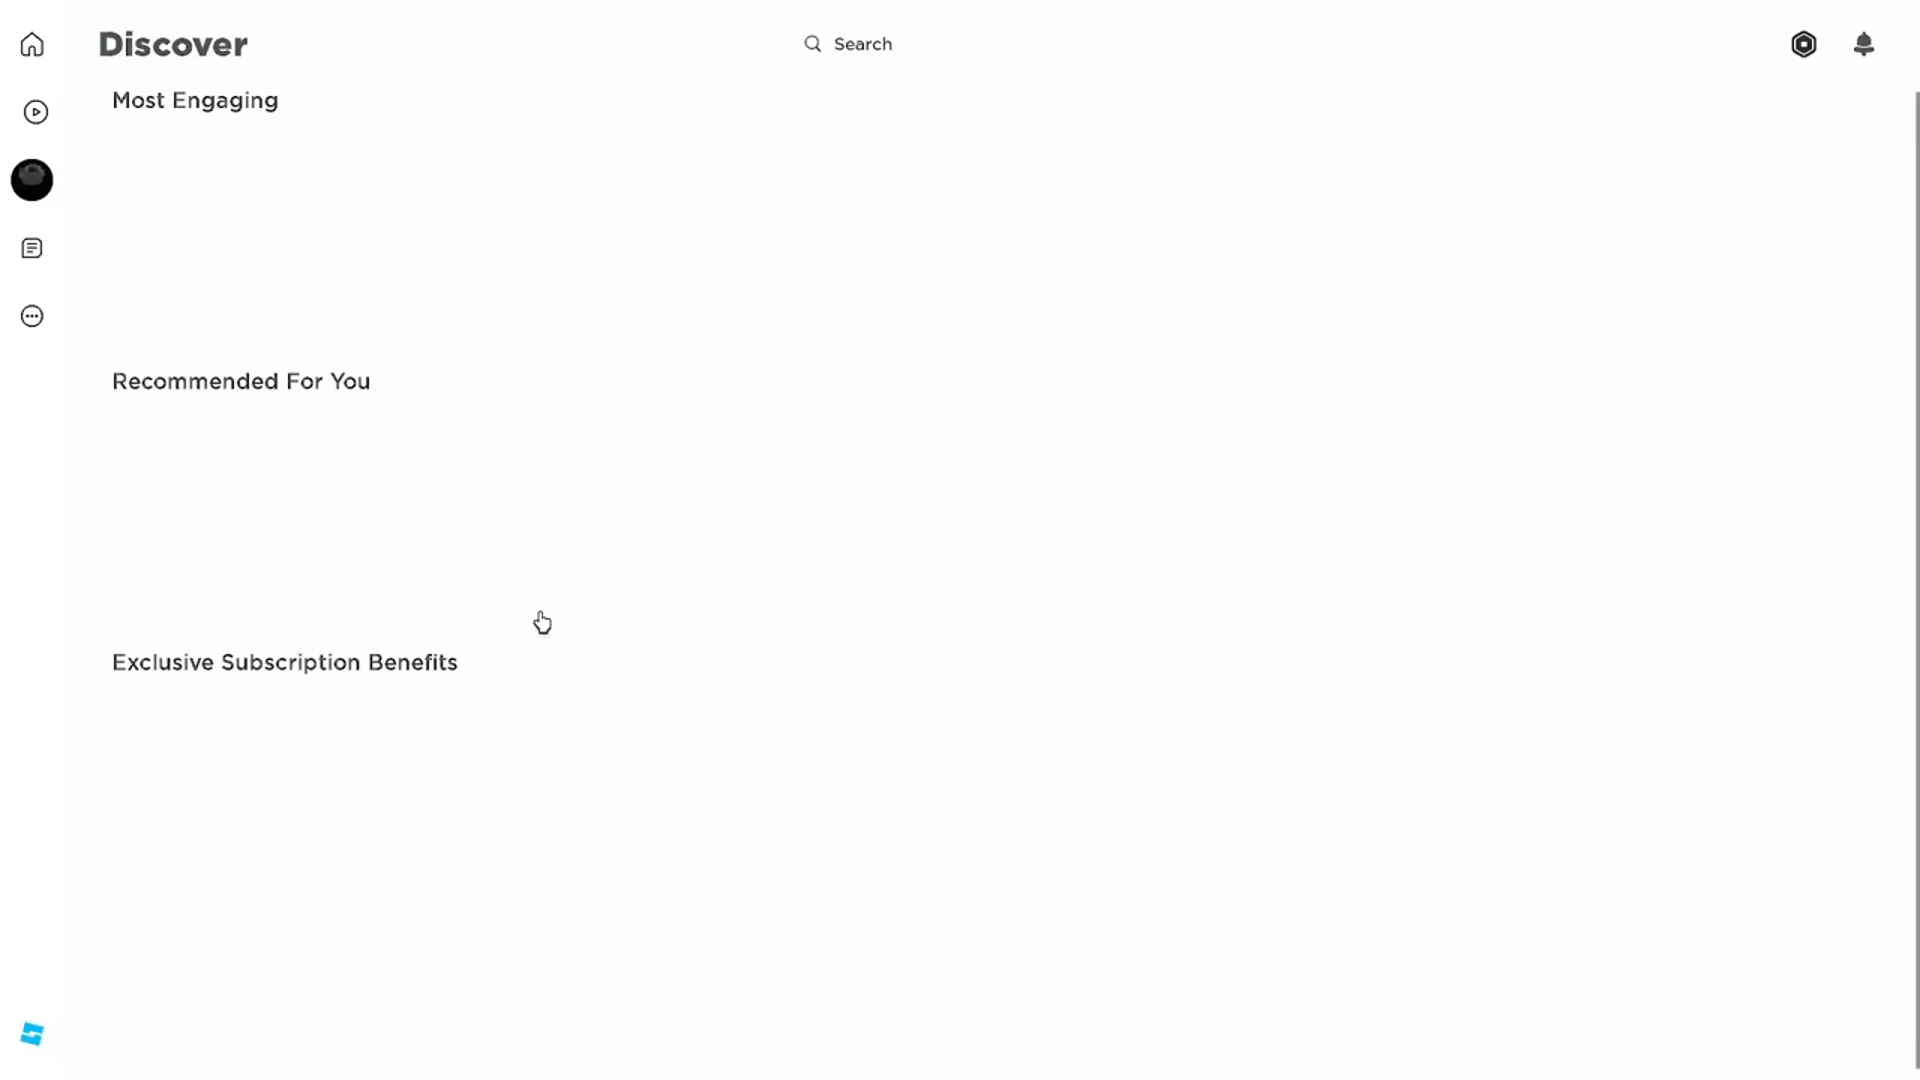 Discover
Search
Most Engaging
Recommended For You
Exclusive Subscription Benefits